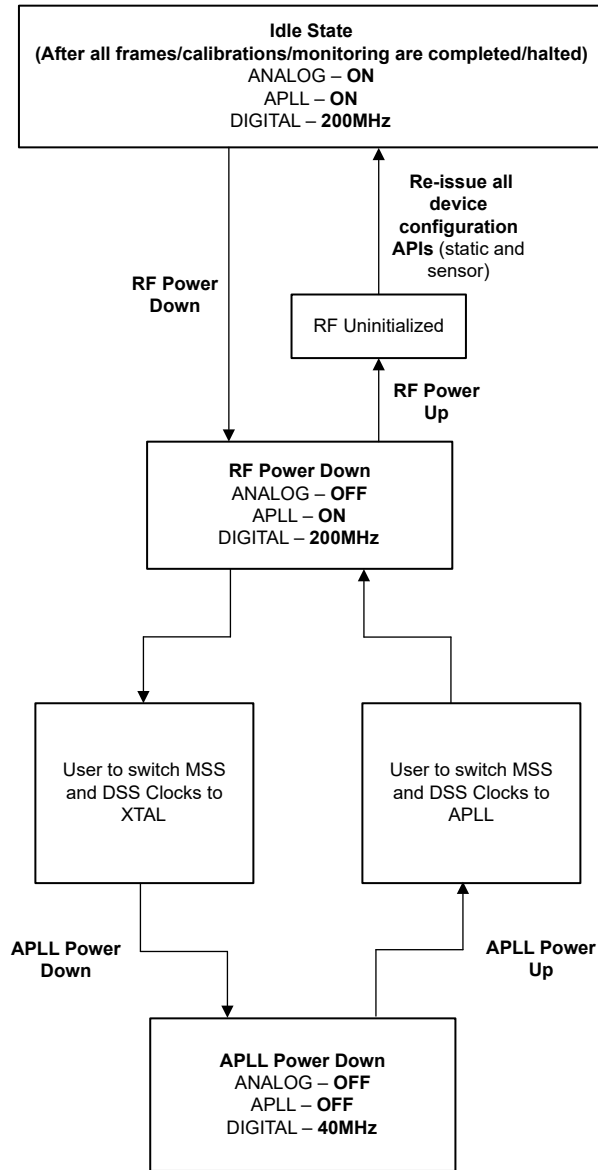 Idle State
(After all frames/calibrations/monitoring are completed/halted)
ANALOG – ON
APLL – ON
DIGITAL – 200MHz
Re-issue all
device
configuration
APIs (static and
sensor)
RF Power
Down
RF Uninitialized
RF Power
Up
RF Power Down
ANALOG – OFF
APLL – ON
DIGITAL – 200MHz
User to switch MSS
and DSS Clocks to
XTAL
User to switch MSS
and DSS Clocks to
APLL
APLL Power
Down
APLL Power
Up
APLL Power Down
ANALOG – OFF
APLL – OFF
DIGITAL – 40MHz